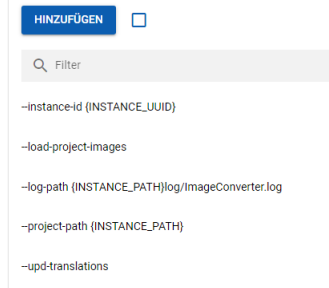 HINZUFÜGEN
Filter
--instance-id {INSTANCE_UUID}
--load-project-images
--log-path {INSTANCE_PATH}log/ImageConverter.log
--project-path {INSTANCE_PATH}
--upd-translations